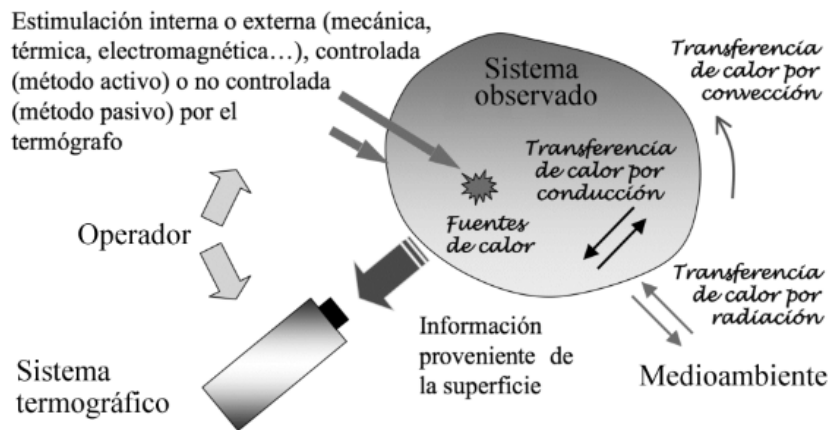 Estimulación interna o externa (mecánica,
térmica, electromagnética…), controlada
(método activo) o no controlada
(método pasivo) por el
termógrafo
Sistema
observado
Transferencia
de calor por
convección
Transferencia
de calor por
conducción
Fuentes
de calor
Operador
Transferencia
de calor por
radiación
Información
proveniente de
la superficie
Sistema
termográfico
Medioambiente